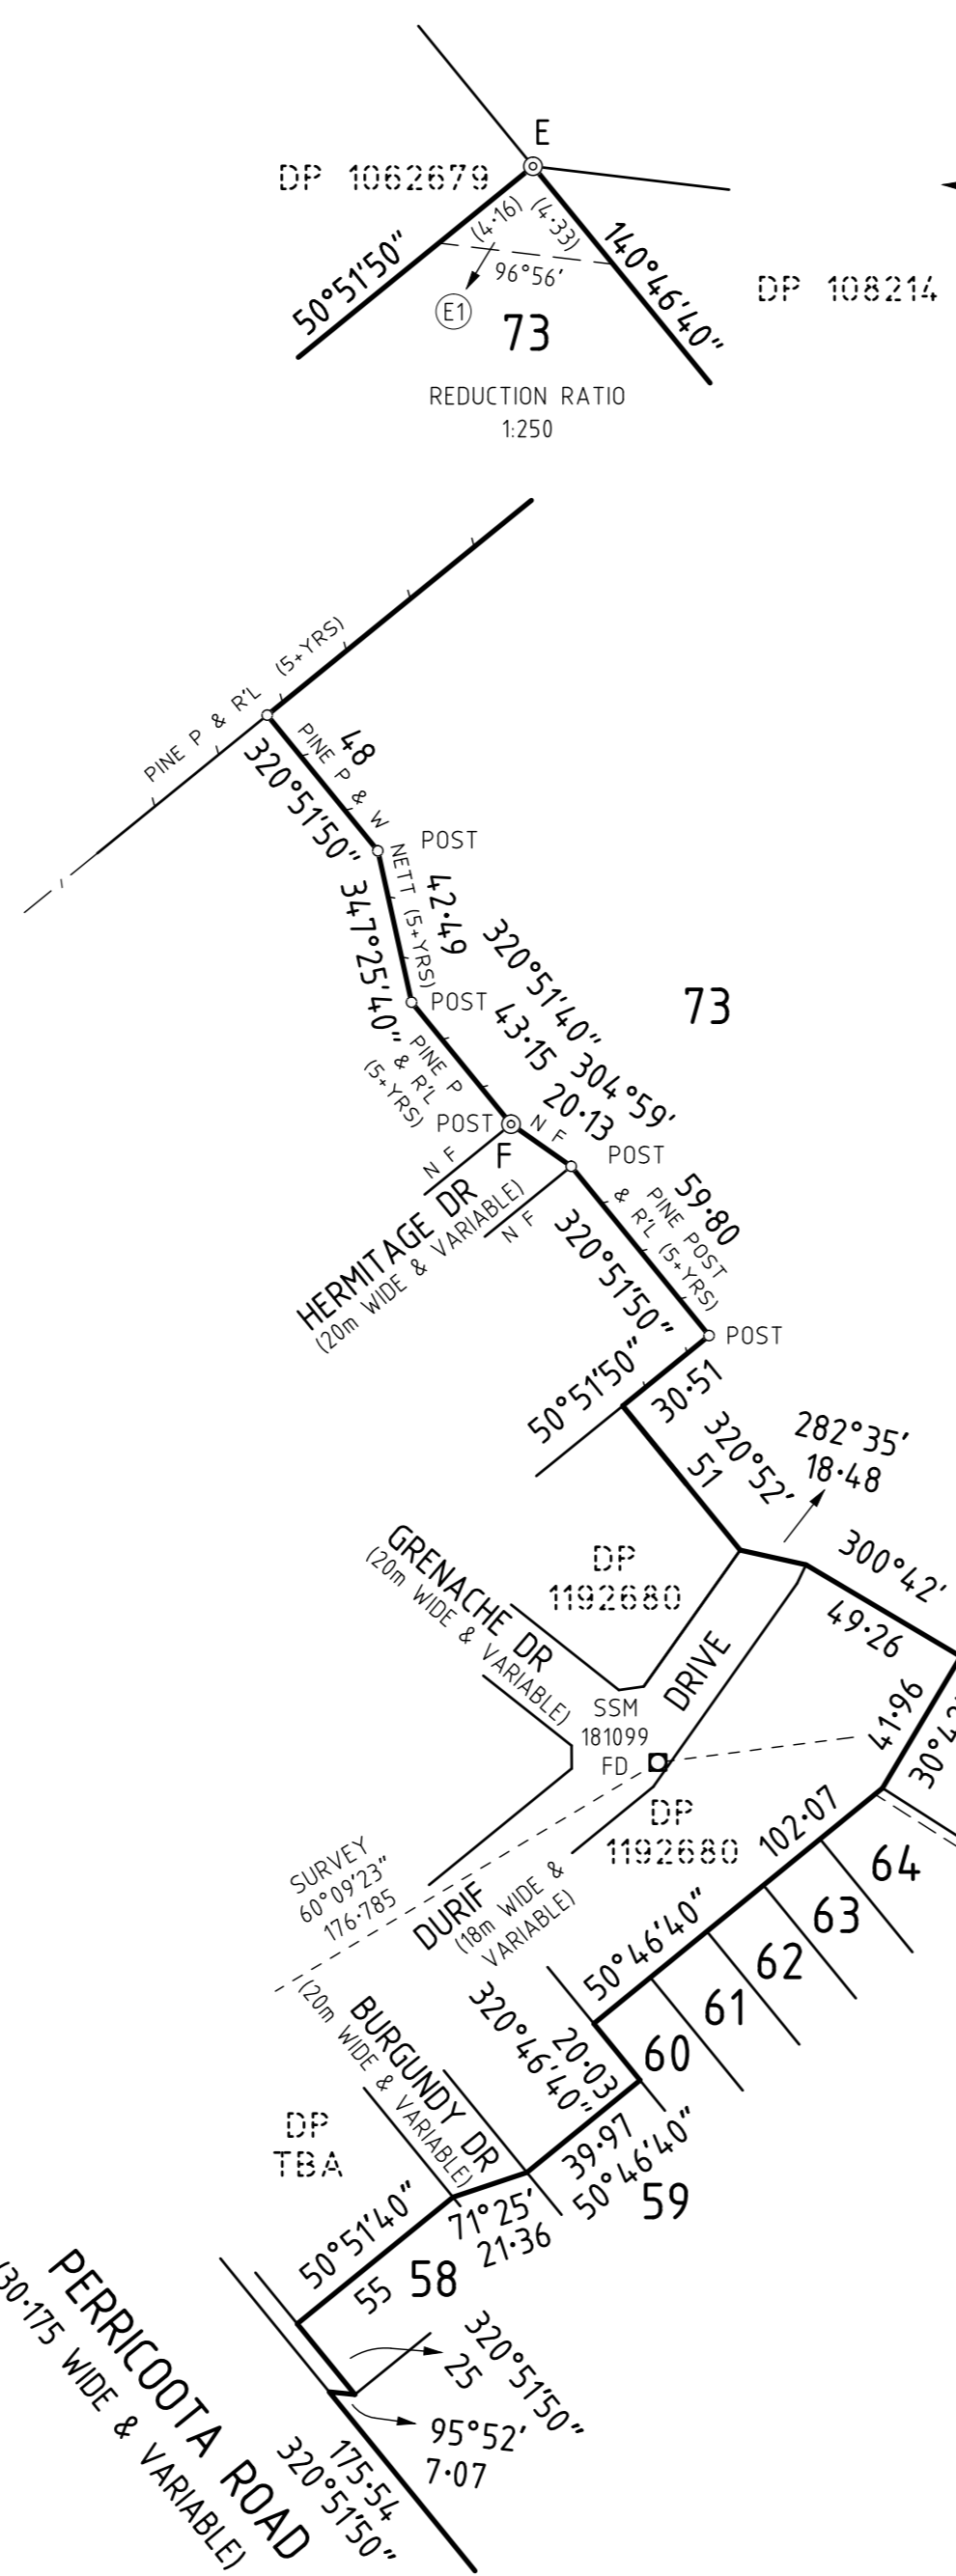 E
DP 1062679
(4·16)
(4·33)
50°51'50"
96°56'
140°46'40"
DP 108214
E1
73
REDUCTION RATIO
1:250
PINE P & R'L (5+YRS)
48
320°51'50"
PINE P & W NETT (5+YRS)
POST
42·49
347°25'40"
POST
320°51'40"
43·15
73
PINE P
& R'L
(5+YRS)
304°59'
20·13
POST
N F
F
N F
HERMITAGE DR
(20m WIDE & VARIABLE)
N F
POST
59·80
PINE POST
& R'L (5+YRS)
320°51'50"
POST
50°51'50"
30·51
320°52'
51
282°35'
18·48
300°42'
49·26
GRENACHE DR
(20m WIDE & VARIABLE)
DP
1192680
DRIVE
SSM
181099
FD
41·96
DP
1192680
102·07
64
SURVEY
60°09'23"
176·785
DURIF
(18m WIDE &
VARIABLE)
63
50°46'40"
62
61
320°46'40"
20·03
60
BURGUNDY DR
(20m WIDE & VARIABLE)
DP
TBA
39·97
50°46'40"
59
50°51'40"
71°25'
21·36
55
58
320°51'50"
25
95°52'
7·07
PERRICOOTA ROAD
(30·175 WIDE & VARIABLE)
175·54
320°51'50"